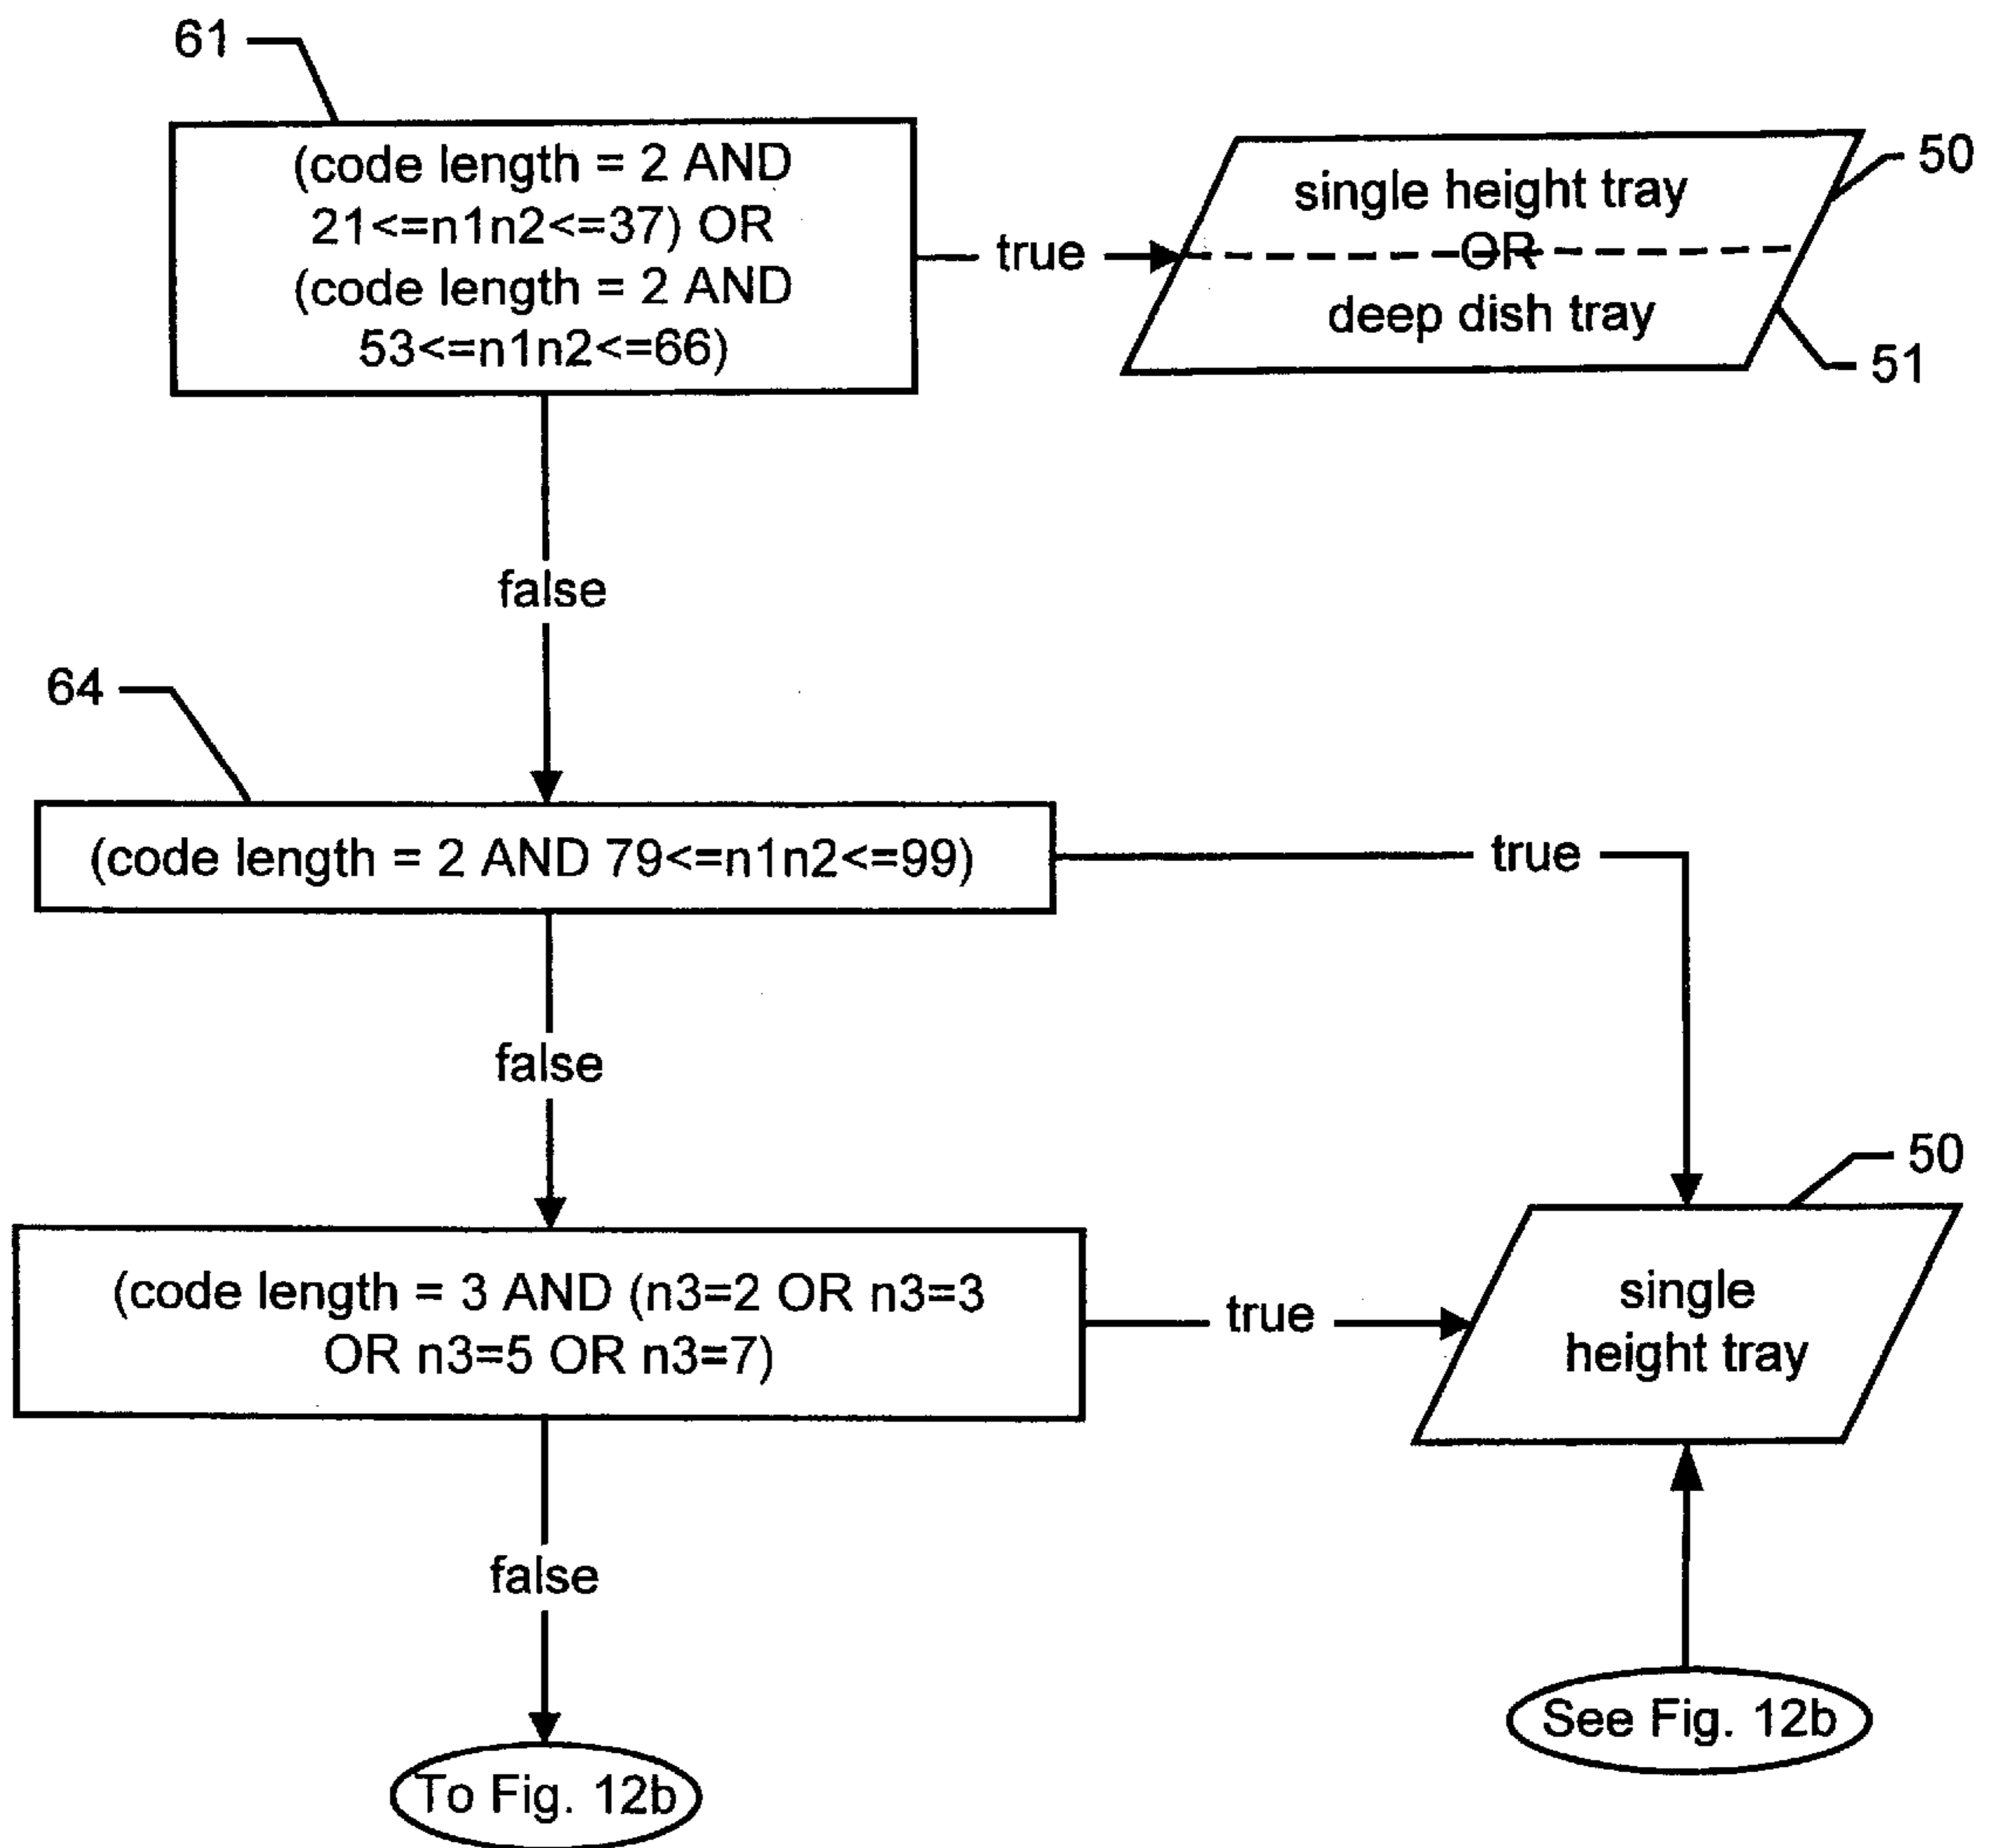 61
(code length = 2 AND
21<=n1n2<=37) OR
(code length = 2 AND
53<=n1n2<=66)
true
single height tray
OR
deep dish tray
50
51
false
64
(code length = 2 AND 79<=n1n2<=99)
true
false
(code length = 3 AND (n3=2 OR n3=3
OR n3=5 OR n3=7)
true
50
single
height tray
false
To Fig. 12b
See Fig. 12b